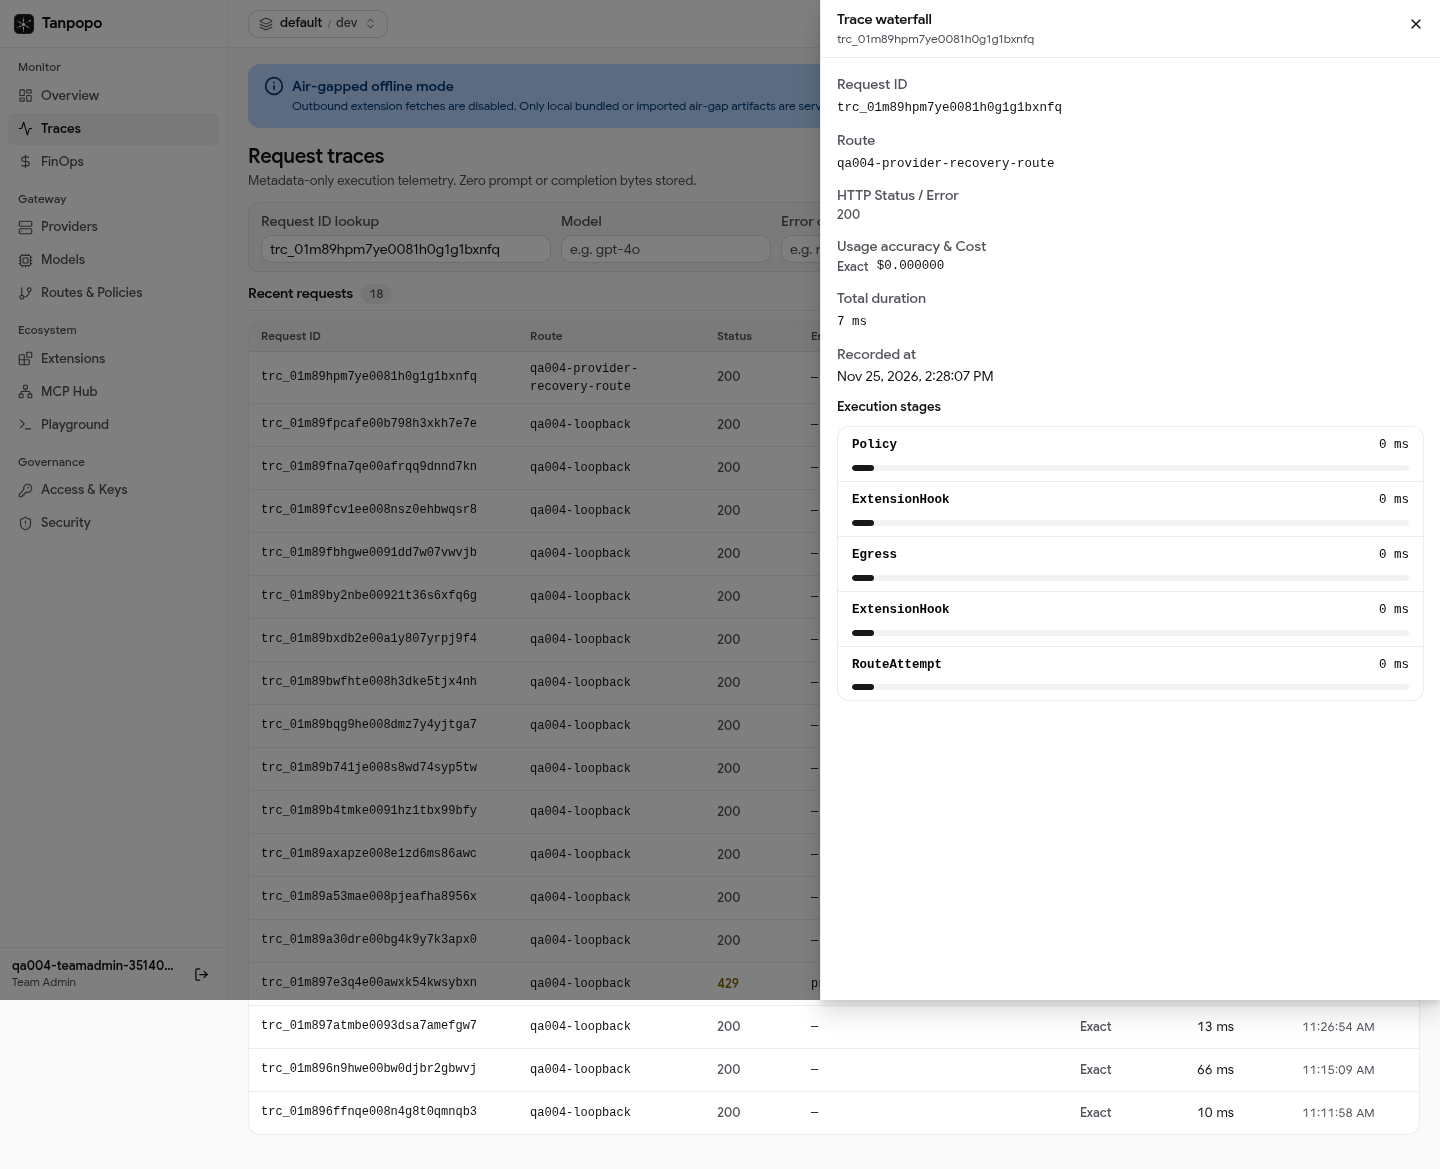 Tanpopo
Monitor
Overview
Traces
FinOps
Gateway
Providers
Models
Routes & Policies
Ecosystem
Extensions
MCP Hub
Playground
Governance
Access & Keys
Security
qa004-teamadmin-35140...
Team Admin
default / dev
Air-gapped offline mode
Outbound extension fetches are disabled. Only local bundled or imported air-gap artifacts are serv
Request traces
Metadata-only execution telemetry. Zero prompt or completion bytes stored.
Request ID lookup Model Error
trc_01m89hpm7ye0081h0g1g1bxnfq e.g. gpt-4o e.g.
Recent requests 18
Request ID Route Status
trc_01m89hpm7ye0081h0g1g1bxnfq qa004-provider-recovery-route 200 —
trc_01m89fpcafe00b798h3xkh7e7e qa004-loopback 200 —
trc_01m89fna7qe00afrqq9dnnd7kn qa004-loopback 200 —
trc_01m89fcv1ee008nsz0ehbwqsr8 qa004-loopback 200 —
trc_01m89fbhgwe0091dd7w07vwvjb qa004-loopback 200 —
trc_01m89by2nbe00921t36s6xfq6g qa004-loopback 200 —
trc_01m89bxdb2e00a1y807yrpj9f4 qa004-loopback 200 —
trc_01m89bwfhte008h3dke5tjx4nh qa004-loopback 200 —
trc_01m89bqg9he008dmz7y4yjtga7 qa004-loopback 200 —
trc_01m89b741je008s8wd74syp5tw qa004-loopback 200 —
trc_01m89b4tmke0091hz1tbx99bfy qa004-loopback 200 —
trc_01m89axapze008e1zd6ms86awc qa004-loopback 200 —
trc_01m89a53mae008pjeafha8956x qa004-loopback 200 —
trc_01m89a30dre00bg4k9y7k3apx0 qa004-loopback 200 —
trc_01m897e3q4e00awxk54kwsybxn qa004-loopback 429
trc_01m897atmbe0093dsa7amefgw7 qa004-loopback 200 — Exact 13 ms 11:26:54 AM
trc_01m896n9hwe00bw0djbr2gbwvj qa004-loopback 200 — Exact 66 ms 11:15:09 AM
trc_01m896ffnqe008n4g8t0qmnqb3 qa004-loopback 200 — Exact 10 ms 11:11:58 AM
Trace waterfall
trc_01m89hpm7ye0081h0g1g1bxnfq
Request ID
trc_01m89hpm7ye0081h0g1g1bxnfq
Route
qa004-provider-recovery-route
HTTP Status / Error
200
Usage accuracy & Cost
Exact $0.000000
Total duration
7 ms
Recorded at
Nov 25, 2026, 2:28:07 PM
Execution stages
Policy 0 ms
ExtensionHook 0 ms
Egress 0 ms
ExtensionHook 0 ms
RouteAttempt 0 ms